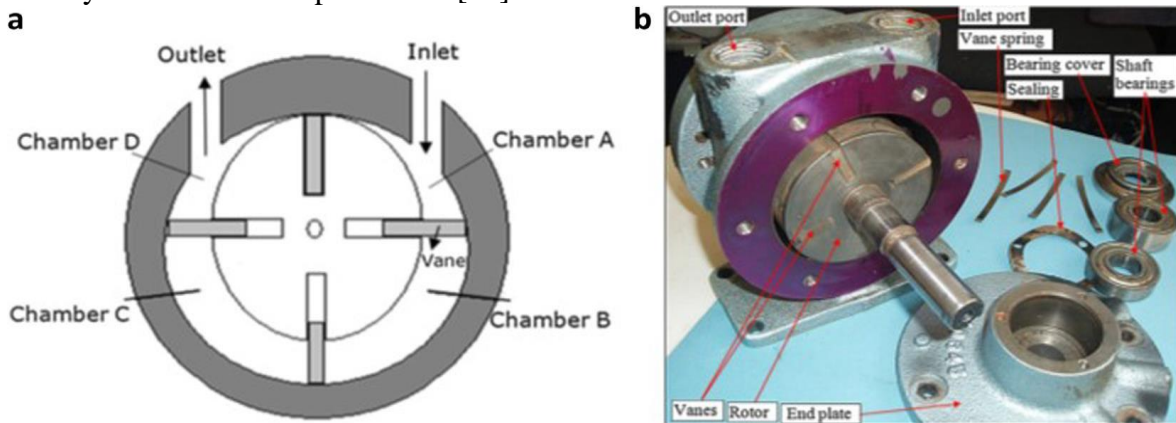 a
Outlet
Inlet
Chamber D
Chamber A
Vane
Chamber C
Chamber B
b
Outlet port
Inlet port
Vane spring
Bearing cover
Shaft
bearings
Sealing
Vanes
Rotor
End plate